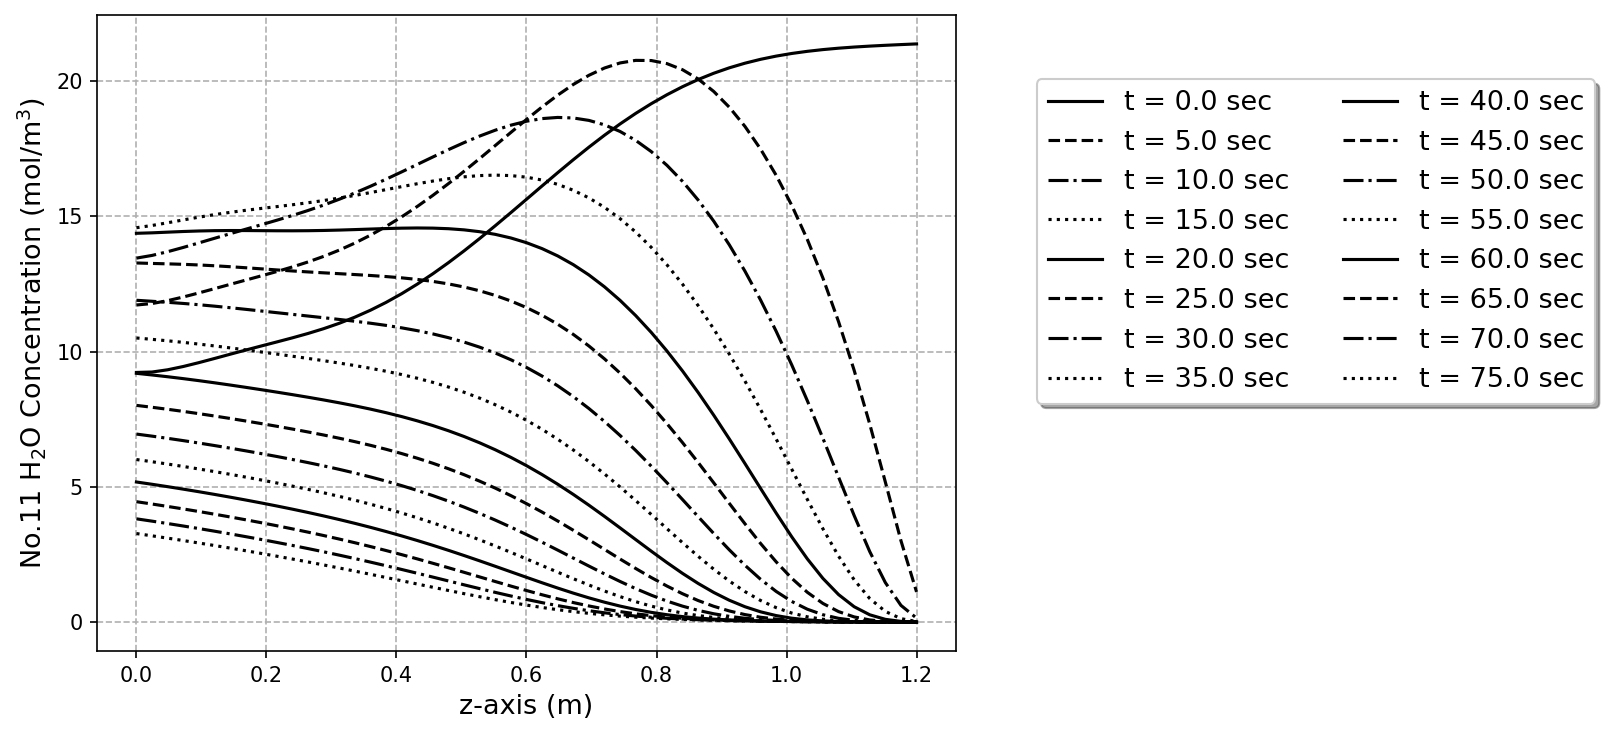 No.11 H₂O Concentration (mol/m³)
20
15
10
5
0
0.0 0.2 0.4 0.6 0.8 1.0 1.2
z-axis (m)
t = 0.0 sec
t = 5.0 sec
t = 10.0 sec
t = 15.0 sec
t = 20.0 sec
t = 25.0 sec
t = 30.0 sec
t = 35.0 sec
t = 40.0 sec
t = 45.0 sec
t = 50.0 sec
t = 55.0 sec
t = 60.0 sec
t = 65.0 sec
t = 70.0 sec
t = 75.0 sec